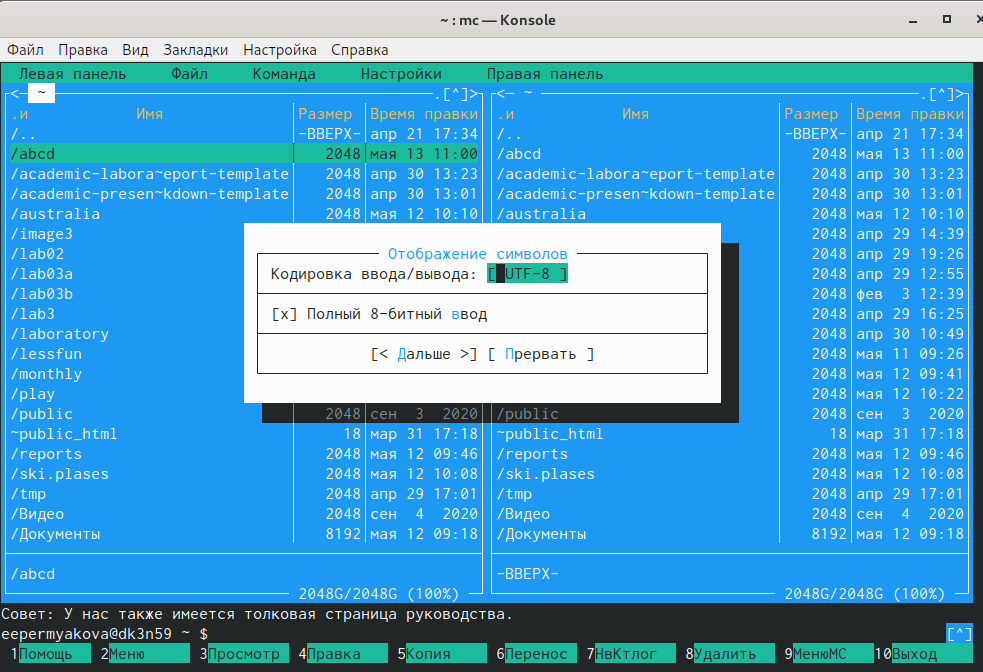 ~ : mc — Konsole
Файл Правка Вид Закладки Настройка Справка
Левая панель Файл Команда Настройки Правая панель
<– ~ .[^]> <– ~ .[^]>
.и Имя Размер Время правки .и Имя Размер Время правки
/.. -ВВЕРХ- апр 21 17:34 /.. -ВВЕРХ- апр 21 17:34
/abcd 2048 мая 13 11:00 /abcd 2048 мая 13 11:00
/academic-labora~eport-template 2048 апр 30 13:23 /academic-labora~eport-template 2048 апр 30 13:23
/academic-presen~kdown-template 2048 апр 30 13:01 /academic-presen~kdown-template 2048 апр 30 13:01
/australia 2048 мая 12 10:10 /australia 2048 мая 12 10:10
/image3 2048 апр 29 14:39
/lab02 Отображение символов 2048 апр 29 19:26
/lab03a Кодировка ввода/вывода: [ UTF-8 ] 2048 апр 29 12:55
/lab03b 2048 фев 3 12:39
/lab3 [x] Полный 8-битный ввод 2048 апр 29 16:25
/laboratory 2048 апр 30 10:49
/lessfun [< Дальше >] [ Прервать ] 2048 мая 11 09:26
/monthly 2048 мая 12 09:41
/play 2048 мая 12 10:22
/public 2048 сен 3 2020 /public 2048 сен 3 2020
~public_html 18 мар 31 17:18 ~public_html 18 мар 31 17:18
/reports 2048 мая 12 09:46 /reports 2048 мая 12 09:46
/ski.plases 2048 мая 12 10:08 /ski.plases 2048 мая 12 10:08
/tmp 2048 апр 29 17:01 /tmp 2048 апр 29 17:01
/Видео 2048 сен 4 2020 /Видео 2048 сен 4 2020
/Документы 8192 мая 12 09:18 /Документы 8192 мая 12 09:18
/abcd -ВВЕРХ-
2048G/2048G (100%) 2048G/2048G (100%)
Совет: У нас также имеется толковая страница руководства.
eepermyakova@dk3n59 ~ $ [^]
1Помощь 2Меню 3Просмотр 4Правка 5Копия 6Перенос 7НвКтлог 8Удалить 9МенюМС 10Выход